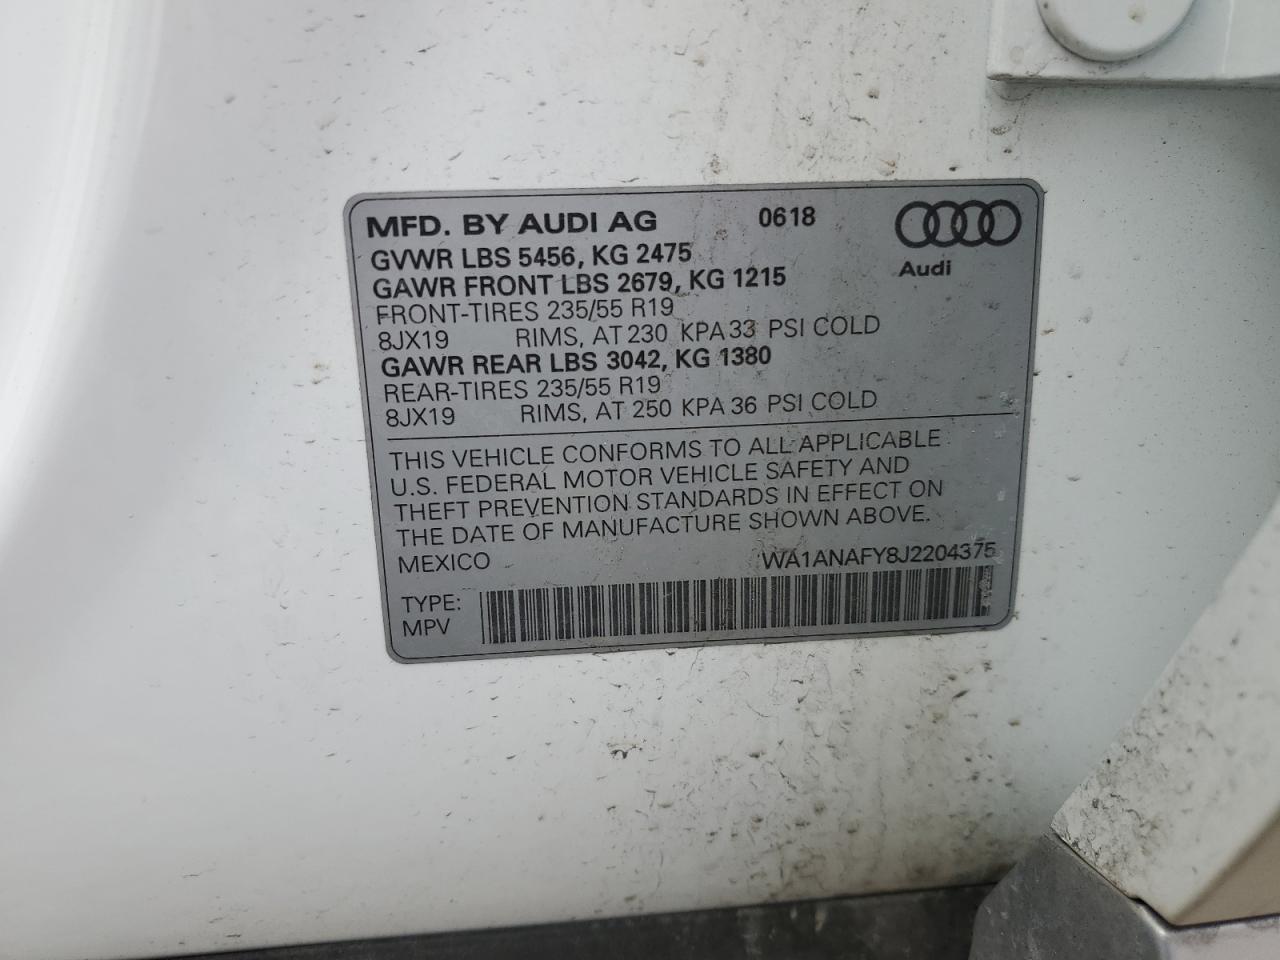 MFD. BY AUDI AG 0618
GVWR LBS 5456, KG 2475
GAWR FRONT LBS 2679, KG 1215
Audi
FRONT-TIRES 235/55 R19
8JX19 RIMS, AT 230 KPA 33 PSI COLD
GAWR REAR LBS 3042, KG 1380
REAR-TIRES 235/55 R19
8JX19 RIMS, AT 250 KPA 36 PSI COLD
THIS VEHICLE CONFORMS TO ALL APPLICABLE
U.S. FEDERAL MOTOR VEHICLE SAFETY AND
THEFT PREVENTION STANDARDS IN EFFECT ON
THE DATE OF MANUFACTURE SHOWN ABOVE.
MEXICO WA1ANAFY8J2204375
TYPE:
MPV